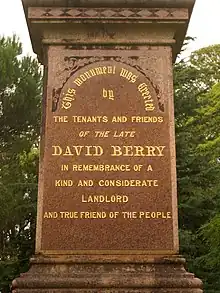 This monument was erected
by
THE TENANTS AND FRIENDS
OF THE LATE
DAVID BERRY
IN REMEMBRANCE OF A
KIND AND CONSIDERATE
LANDLORD
AND TRUE FRIEND OF THE PEOPLE